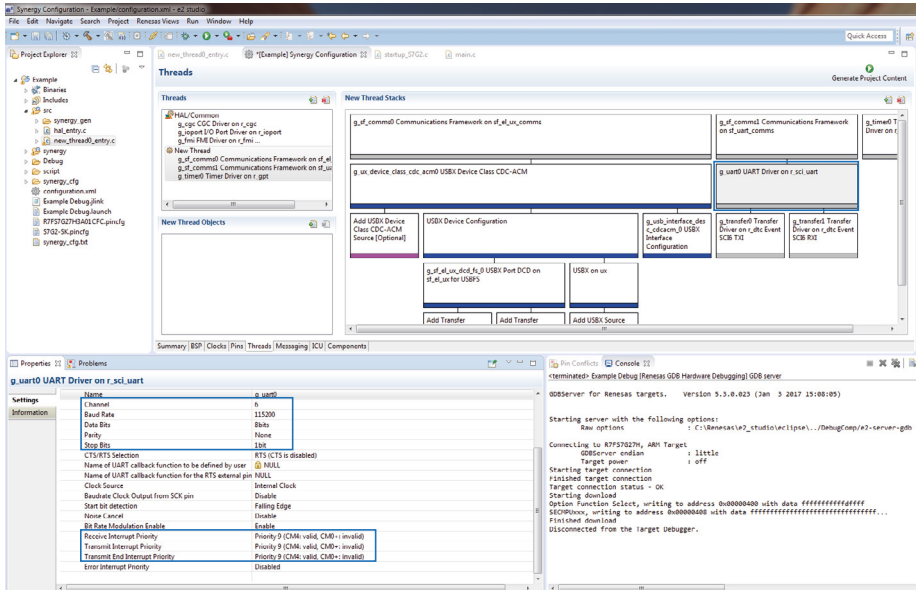 Synergy Configuration - Example/configuration.xml - e2 studio
File Edit Navigate Search Project Renesas Views Run Window Help
Quick Access
Project Explorer
new_thread0_entry.c
*[Example] Synergy Configuration
startup_S7G2.c
main.c
Example
Binaries
Includes
src
synergy_gen
hal_entry.c
new_thread0_entry.c
synergy
Debug
script
synergy_cfg
configuration.xml
Example Debug.jlink
Example Debug.launch
R7FS7G27H3A01CFC.pincfg
S7G2-SK.pincfg
synergy_cfg.txt
Threads
Generate Project Content
Threads
HAL/Common
g_cgc CGC Driver on r_cgc
g_ioport I/O Port Driver on r_ioport
g_fmi FMI Driver on r_fmi ...
New Thread
g_sf_comms0 Communications Framework on sf_el
g_sf_comms1 Communications Framework on sf_ua
g_timer0 Timer Driver on r_gpt
New Thread Objects
New Thread Stacks
g_sf_comms0 Communications Framework on sf_el_ux_comms
g_sf_comms1 Communications Framework
on sf_uart_comms
g_timer0 T
Driver on r_
g_ux_device_class_cdc_acm0 USBX Device Class CDC-ACM
g_uart0 UART Driver on r_sci_uart
Add USBX Device
Class CDC-ACM
Source [Optional]
USBX Device Configuration
g_usb_interface_des
c_cdcacm_0 USBX
Interface
Configuration
g_transfer0 Transfer
Driver on r_dtc Event
SCI6 TXI
g_transfer1 Transfer
Driver on r_dtc Event
SCI6 RXI
g_sf_el_ux_dcd_fs_0 USBX Port DCD on
sf_el_ux for USBFS
USBX on ux
Add Transfer
Add Transfer
Add USBX Source
Summary BSP Clocks Pins Threads Messaging ICU Components
Properties Problems
g_uart0 UART Driver on r_sci_uart
Settings
Information
Name g_uart0
Channel 6
Baud Rate 115200
Data Bits 8bits
Parity None
Stop Bits 1bit
CTS/RTS Selection RTS (CTS is disabled)
Name of UART callback function to be defined by user NULL
Name of UART callback function for the RTS external pin NULL
Clock Source Internal Clock
Baudrate Clock Output from SCK pin Disable
Start bit detection Falling Edge
Noise Cancel Disable
Bit Rate Modulation Enable Enable
Receive Interrupt Priority Priority 9 (CM4: valid, CM0+: invalid)
Transmit Interrupt Priority Priority 9 (CM4: valid, CM0+: invalid)
Transmit End Interrupt Priority Priority 9 (CM4: valid, CM0+: invalid)
Error Interrupt Priority Disabled
Pin Conflicts Console
<terminated> Example Debug [Renesas GDB Hardware Debugging] GDB server
GDBServer for Renesas targets. Version 5.3.0.023 (Jan 3 2017 15:08:05)
Starting server with the following options:
Raw options : C:\Renesas\e2_studio\eclipse\../DebugComp/e2-server-gdb
Connecting to R7FS7G27H, ARM Target
GDBServer endian : little
Target power : off
Starting target connection
Finished target connection
Target connection status - OK
Starting download
Option Function Select, writing to address 0x00000400 with data
SECMPUxxx, writing to address 0x00000408 with data
Finished download
Disconnected from the Target Debugger.